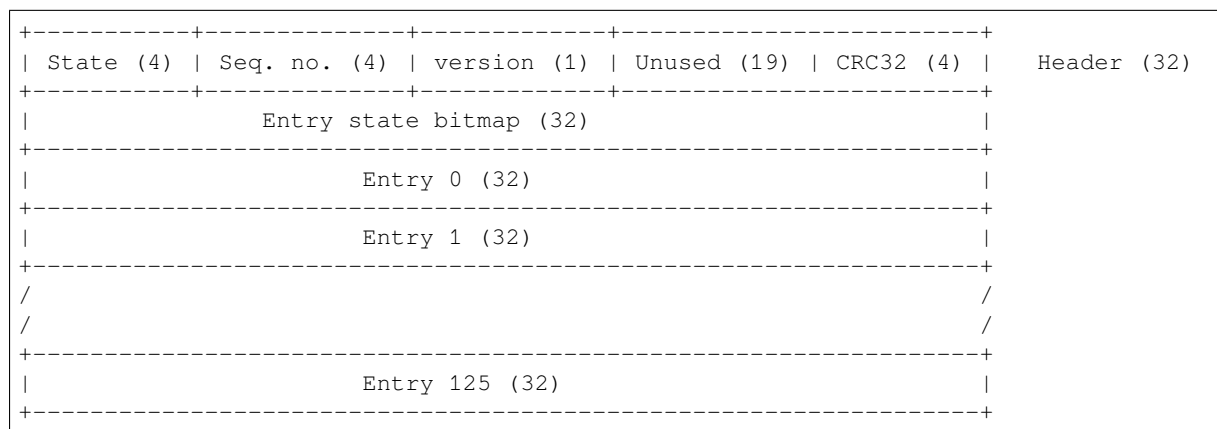 +-----------+--------------+-------------+-------------------------+
| State (4) | Seq. no. (4) | version (1) | Unused (19) | CRC32 (4) |   Header (32)
+-----------+--------------+-------------+-------------------------+
|                Entry state bitmap (32)                           |
+------------------------------------------------------------------+
|                       Entry 0 (32)                               |
+------------------------------------------------------------------+
|                       Entry 1 (32)                               |
+------------------------------------------------------------------+
/                                                                  /
/                                                                  /
+------------------------------------------------------------------+
|                       Entry 125 (32)                             |
+------------------------------------------------------------------+